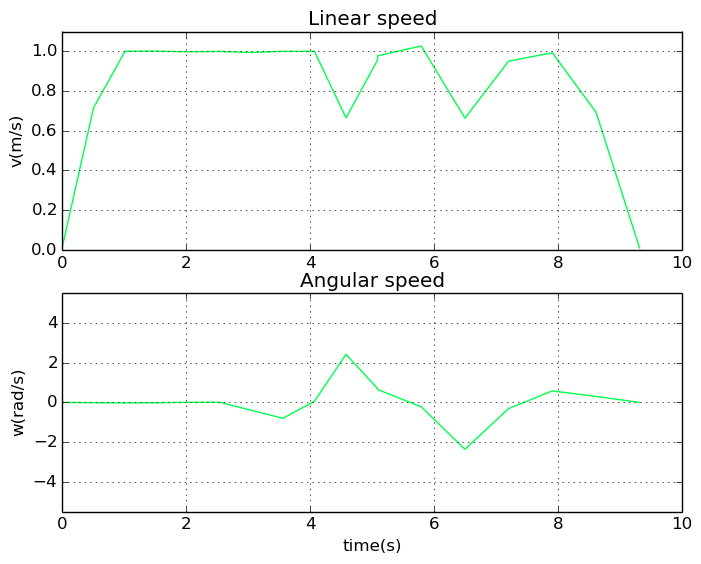 Linear speed
1.0
0.8
0.6
0.4
0.2
0.0
v(m/s)
0 2 4 6 8 10
Angular speed
4
2
0
−2
−4
w(rad/s)
0 2 4 6 8 10
time(s)